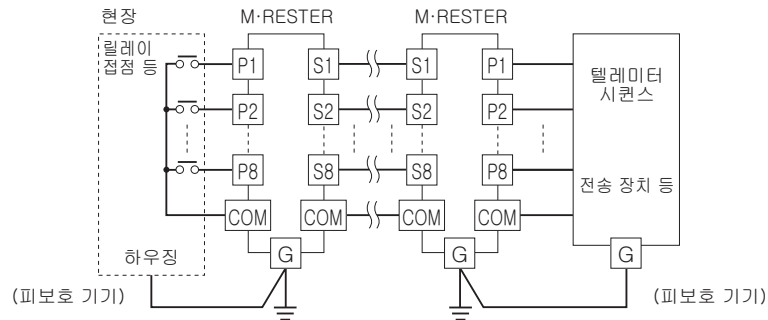 현장
M·RESTER
M·RESTER
릴레이
접점 등
P1
S1
S1
P1
텔레미터
시퀀스
P2
S2
S2
P2
P8
S8
S8
P8
전송 장치 등
COM
COM
COM
COM
하우징
G
G
G
(피보호 기기)
(피보호 기기)